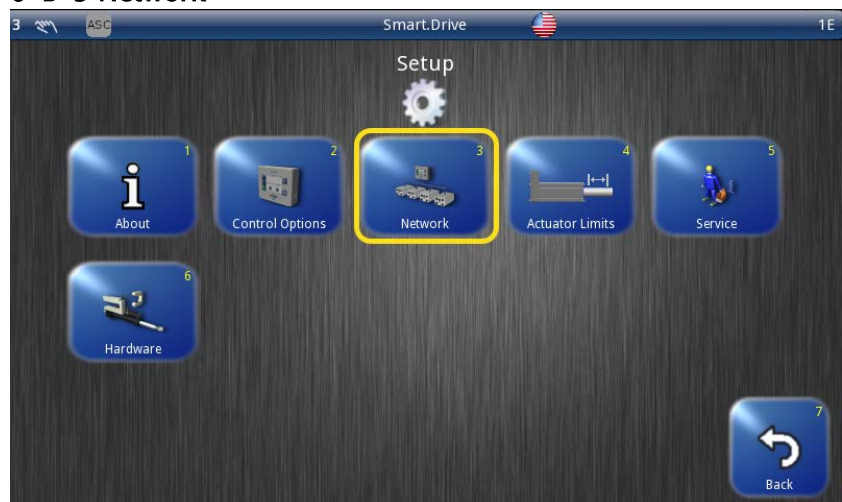 3 ASC Smart.Drive 1E
Setup
1 2 3 4 5
About Control Options Network Actuator Limits Service
6
Hardware
7
Back